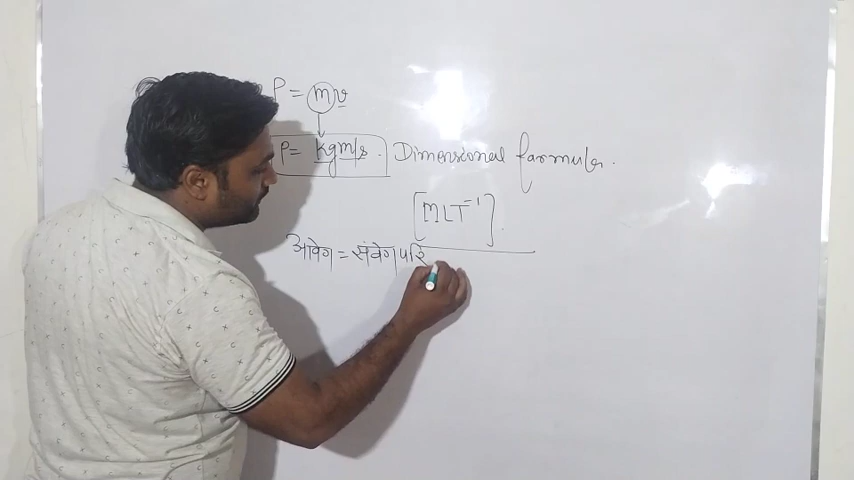 P = mv
P = kgm/s. Dimensional formula.
[MLT⁻¹].
आवेग = संवेग परि